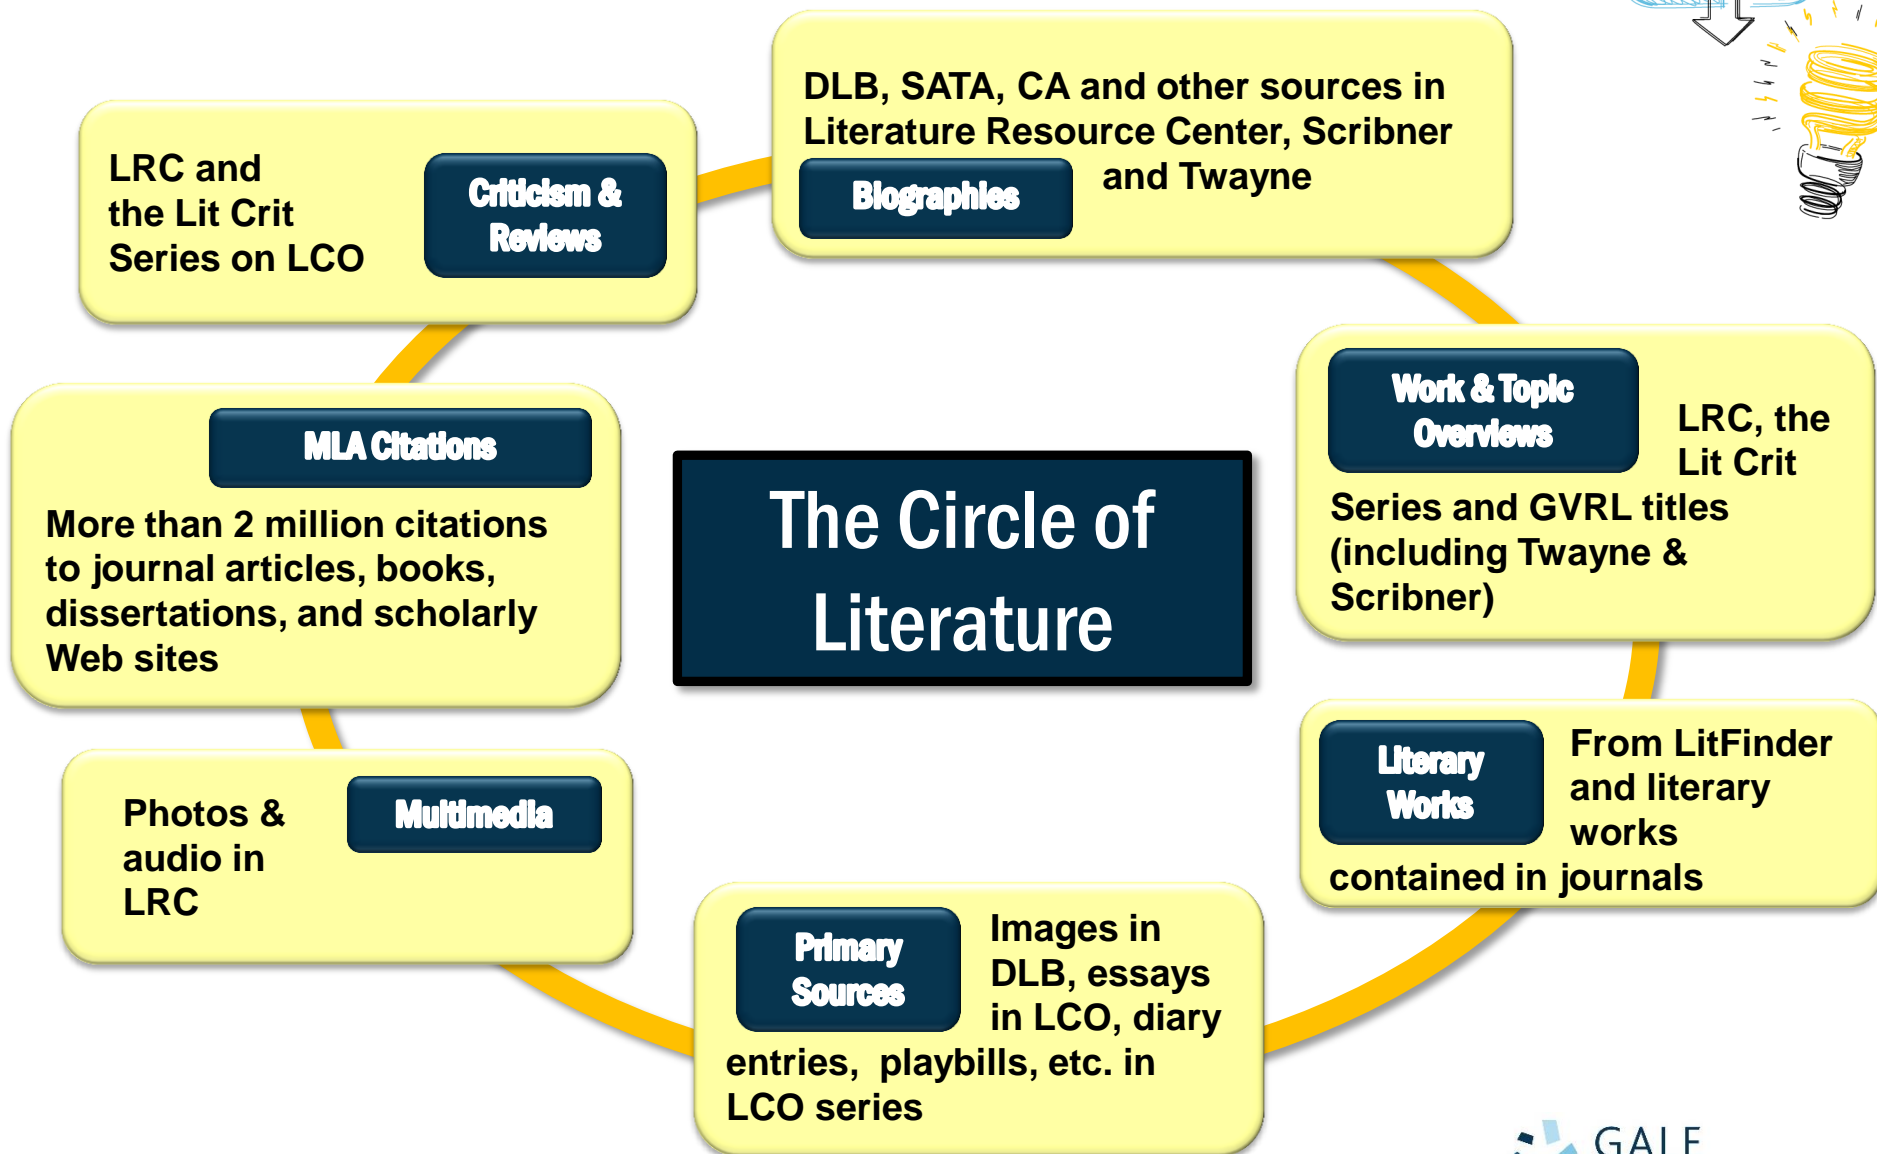 DLB, SATA, CA and other sources in
Literature Resource Center, Scribner
and Twayne
Biographies
LRC and
the Lit Crit
Series on LCO
Criticism &
Reviews
Work & Topic
Overviews
LRC, the
Lit Crit
Series and GVRL titles
(including Twayne &
Scribner)
MLA Citations
More than 2 million citations
to journal articles, books,
dissertations, and scholarly
Web sites
The Circle of
Literature
Literary
Works
From LitFinder
and literary
works
contained in journals
Multimedia
Photos &
audio in
LRC
Primary
Sources
Images in
DLB, essays
in LCO, diary
entries, playbills, etc. in
LCO series
GALE